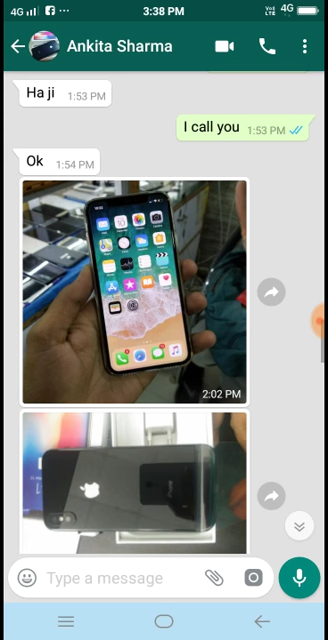 4G 3:38 PM VoLTE 4G
Ankita Sharma
Ha ji 1:53 PM
I call you 1:53 PM
Ok 1:54 PM
2:02 PM
Type a message